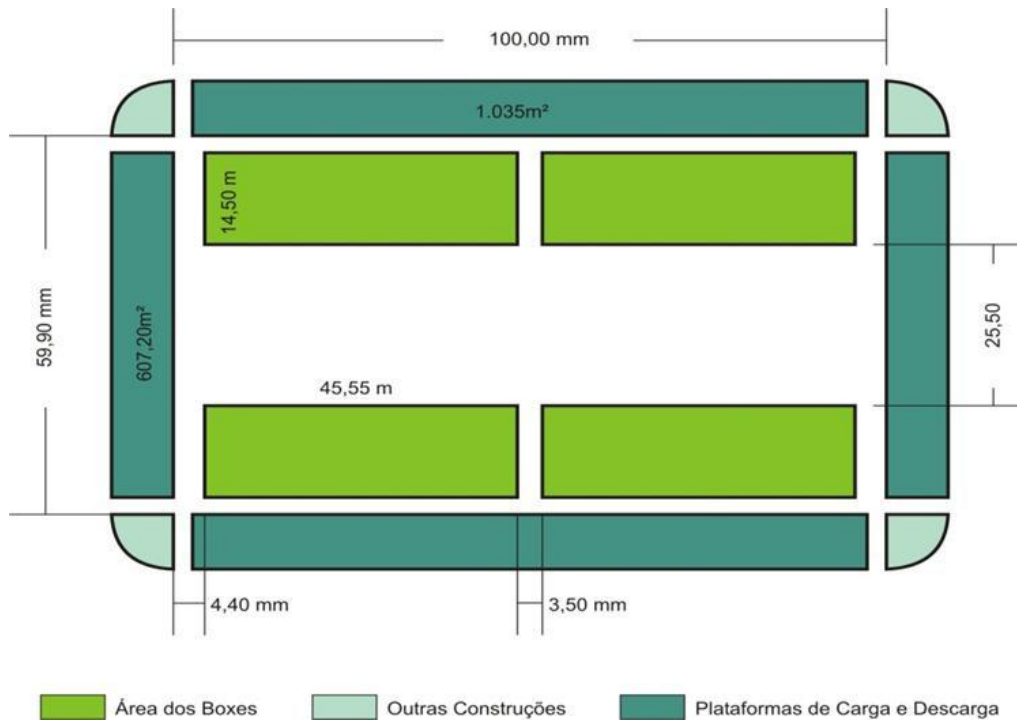 100,00 mm
1.035m²
14,50 m
59,90 mm
607,20m²
25,50
45,55 m
4,40 mm
3,50 mm
Área dos Boxes
Outras Construções
Plataformas de Carga e Descarga